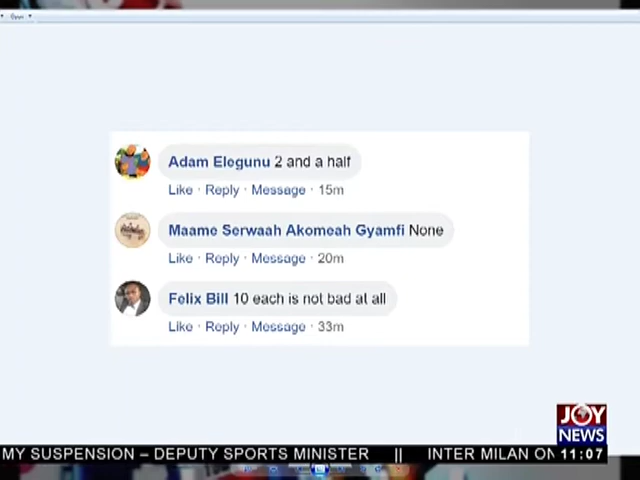 Adam Elegunu 2 and a half
Like · Reply · Message · 15m
Maame Serwaah Akomeah Gyamfi None
Like · Reply · Message · 20m
Felix Bill 10 each is not bad at all
Like · Reply · Message · 33m
JOY
NEWS
MY SUSPENSION – DEPUTY SPORTS MINISTER || INTER MILAN ON 11:07